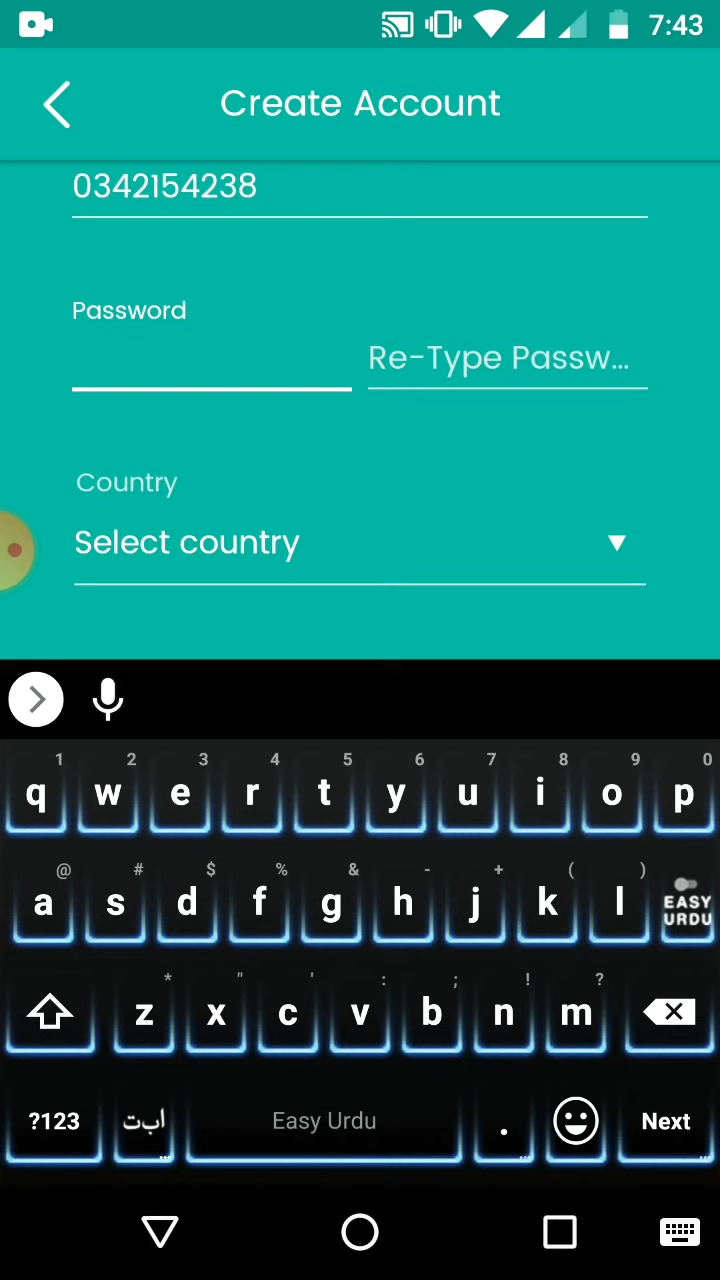 7:43
Create Account
0342154238
Password
Re-Type Passw...
Country
Select country
1 2 3 4 5 6 7 8 9 0
q w e r t y u i o p
@ # $ % & - + ( )
a s d f g h j k l EASY URDU
* " ' : ; ! ?
z x c v b n m
?123 ا ب ت Easy Urdu . Next